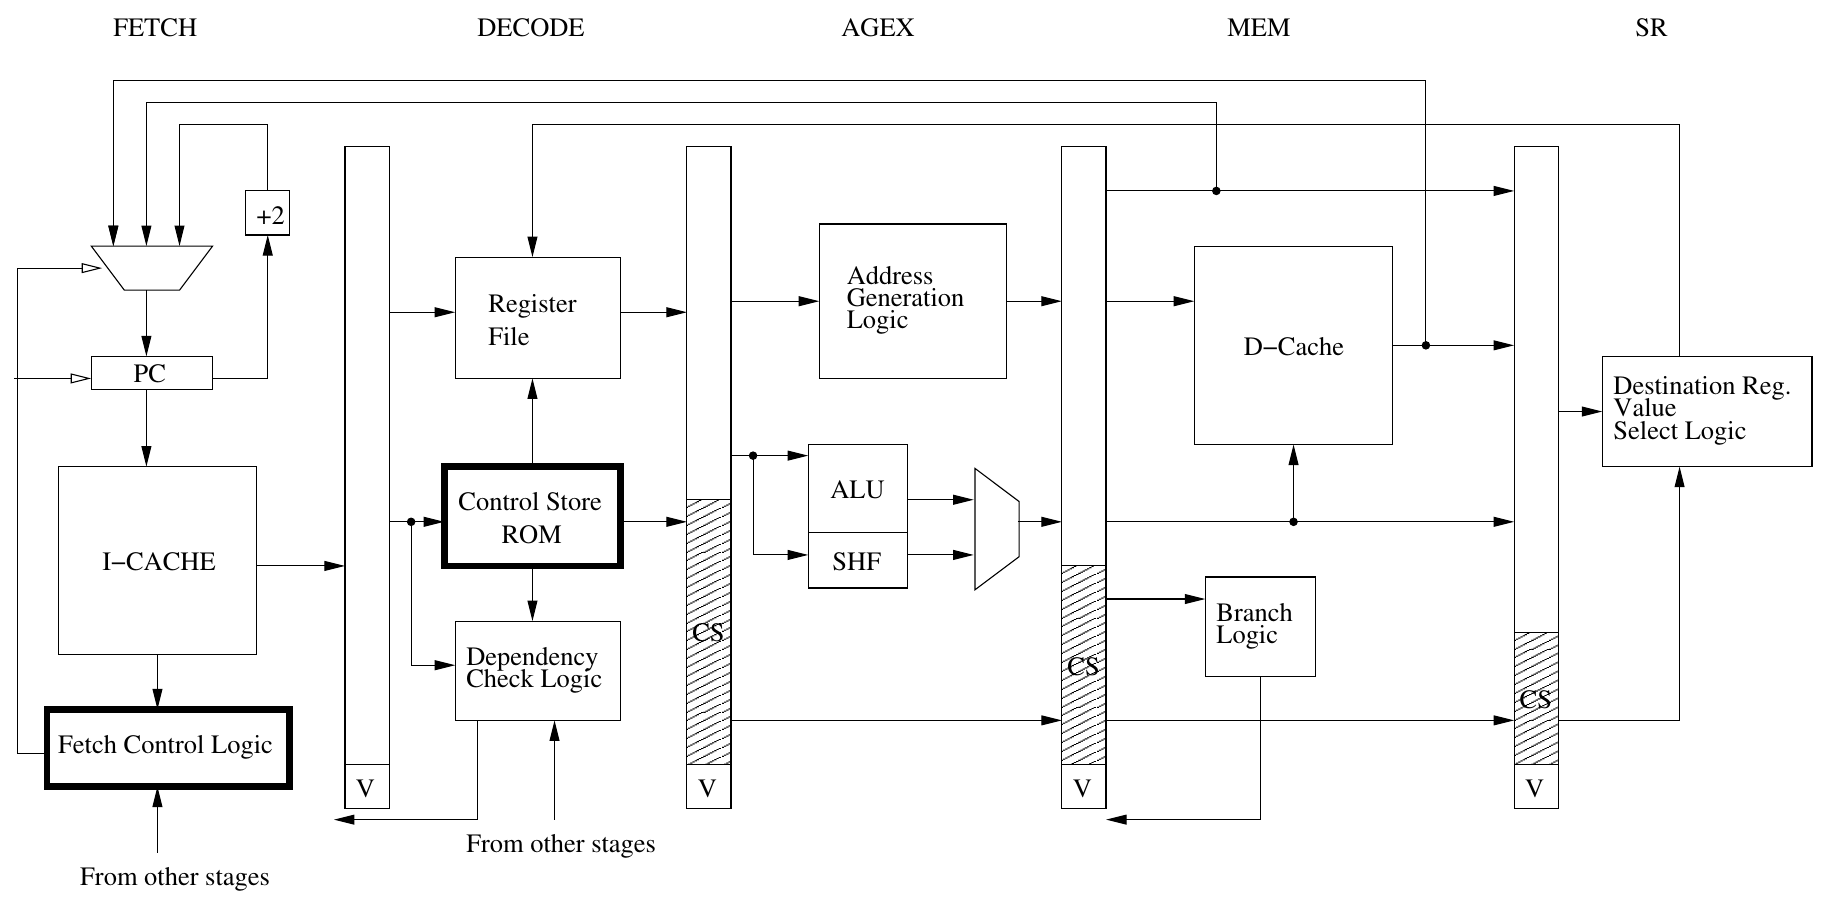 FETCH
DECODE
AGEX
MEM
SR
+2
PC
I−CACHE
Fetch Control Logic
From other stages
V
Register
File
Control Store
ROM
Dependency
Check Logic
From other stages
CS
V
Address
Generation
Logic
ALU
SHF
CS
V
D−Cache
Branch
Logic
CS
V
Destination Reg.
Value
Select Logic